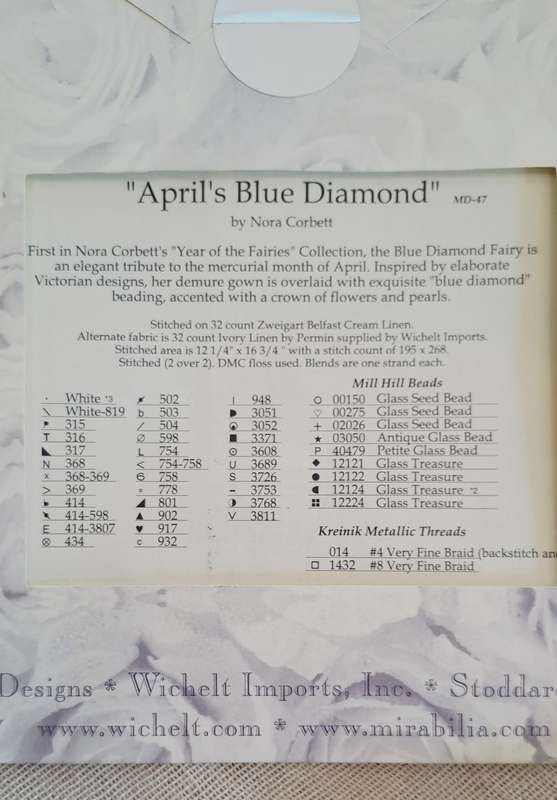 "April's Blue Diamond" MD-47
by Nora Corbett
First in Nora Corbett's "Year of the Fairies" Collection, the Blue Diamond Fairy is
an elegant tribute to the mercurial month of April. Inspired by elaborate
Victorian designs, her demure gown is overlaid with exquisite "blue diamond"
beading, accented with a crown of flowers and pearls.
Stitched on 32 count Zweigart Belfast Cream Linen.
Alternate fabric is 32 count Ivory Linen by Permin supplied by Wichelt Imports.
Stitched area is 12 1/4" x 16 3/4 " with a stitch count of 195 x 268.
Stitched (2 over 2). DMC floss used. Blends are one strand each.
· White *3
\ White-819
315
T 316
◣ 317
N 368
x 368-369
> 369
414
414-598
E 414-3807
⊗ 434
502
b 503
/ 504
∅ 598
L 754
< 754-758
6 758
= 778
◢ 801
▲ 902
♥ 917
c 932
| 948
◗ 3051
3052
■ 3371
⊙ 3608
U 3689
S 3726
– 3753
◑ 3768
V 3811
Mill Hill Beads
○ 00150 Glass Seed Bead
♡ 00275 Glass Seed Bead
+ 02026 Glass Seed Bead
★ 03050 Antique Glass Bead
P 40479 Petite Glass Bead
◆ 12121 Glass Treasure
● 12122 Glass Treasure
12124 Glass Treasure *2
12224 Glass Treasure
Kreinik Metallic Threads
014 #4 Very Fine Braid (backstitch an
□ 1432 #8 Very Fine Braid
Designs * Wichelt Imports, Inc. * Stoddar
www.wichelt.com * www.mirabilia.com